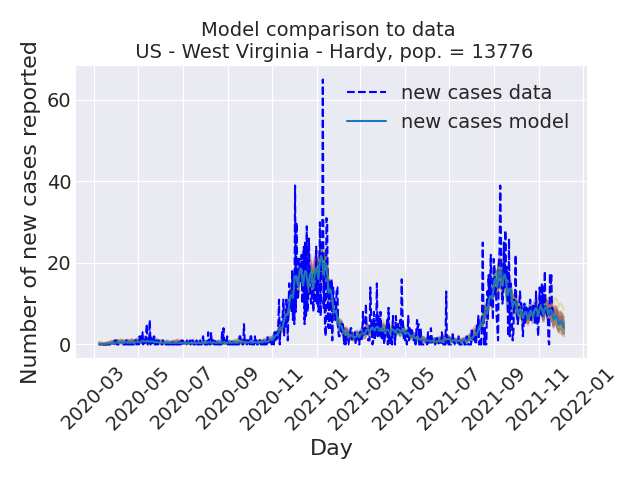 Model comparison to data
US - West Virginia - Hardy, pop. = 13776
Number of new cases reported
60
40
20
0
new cases data
new cases model
2020-03
2020-05
2020-07
2020-09
2020-11
2021-01
2021-03
2021-05
2021-07
2021-09
2021-11
2022-01
Day